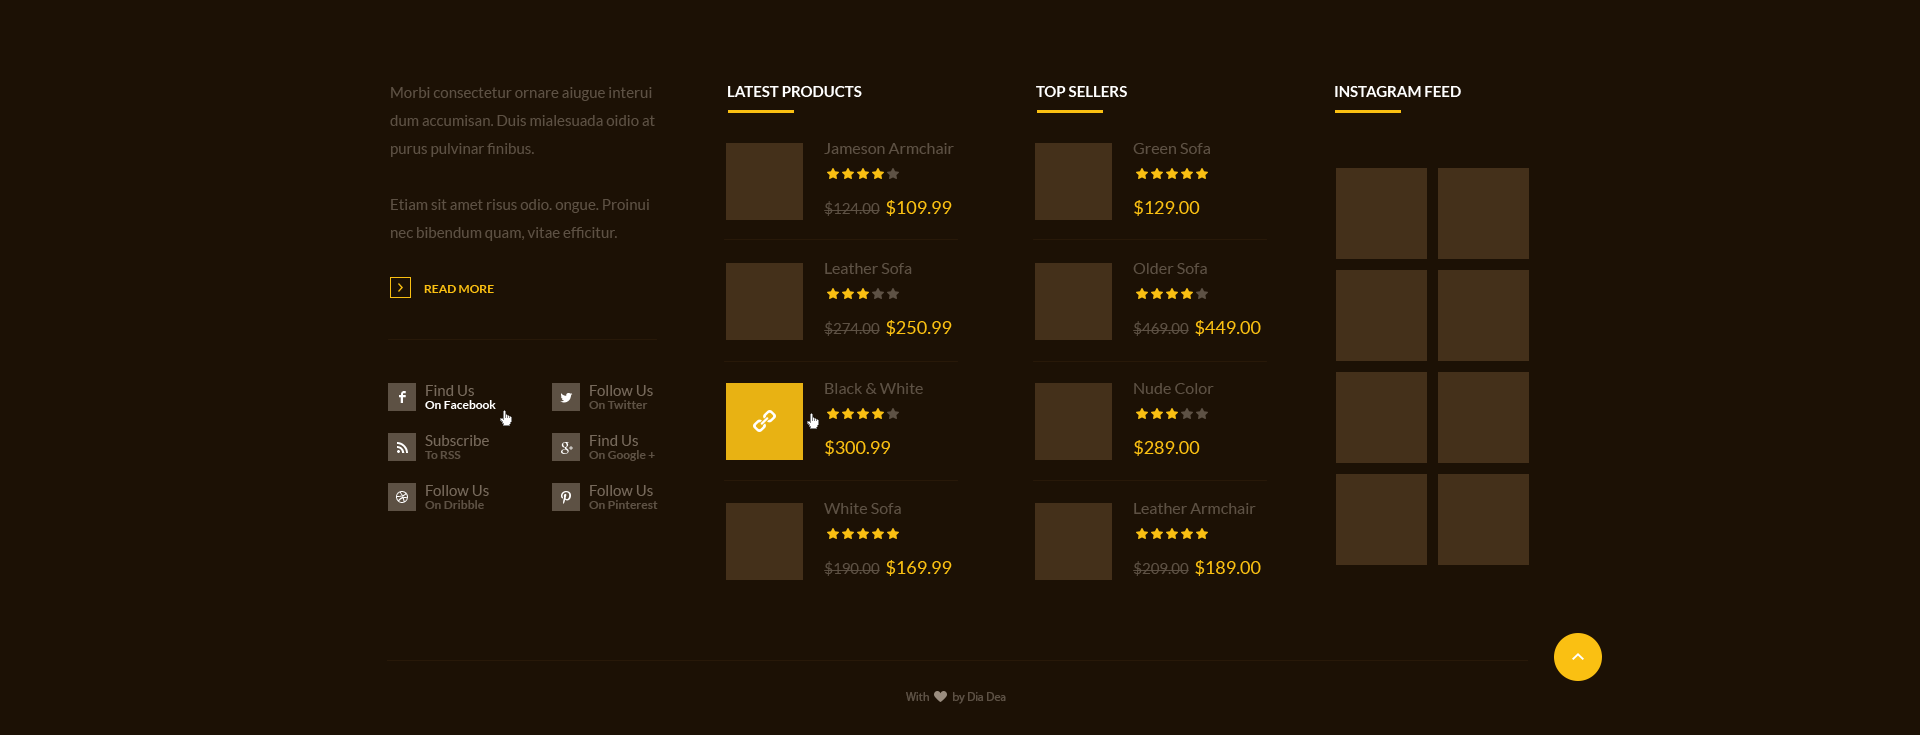 Morbi consectetur ornare aiugue interui
dum accumisan. Duis mialesuada oidio at
purus pulvinar finibus.
Etiam sit amet risus odio. ongue. Proinui
nec bibendum quam, vitae efficitur.
READ MORE
Find Us
On Facebook
Follow Us
On Twitter
Subscribe
To RSS
Find Us
On Google +
Follow Us
On Dribble
Follow Us
On Pinterest
LATEST PRODUCTS
Jameson Armchair
$124.00 $109.99
Leather Sofa
$274.00 $250.99
Black & White
$300.99
White Sofa
$190.00 $169.99
TOP SELLERS
Green Sofa
$129.00
Older Sofa
$469.00 $449.00
Nude Color
$289.00
Leather Armchair
$209.00 $189.00
INSTAGRAM FEED
With ♥ by Dia Dea